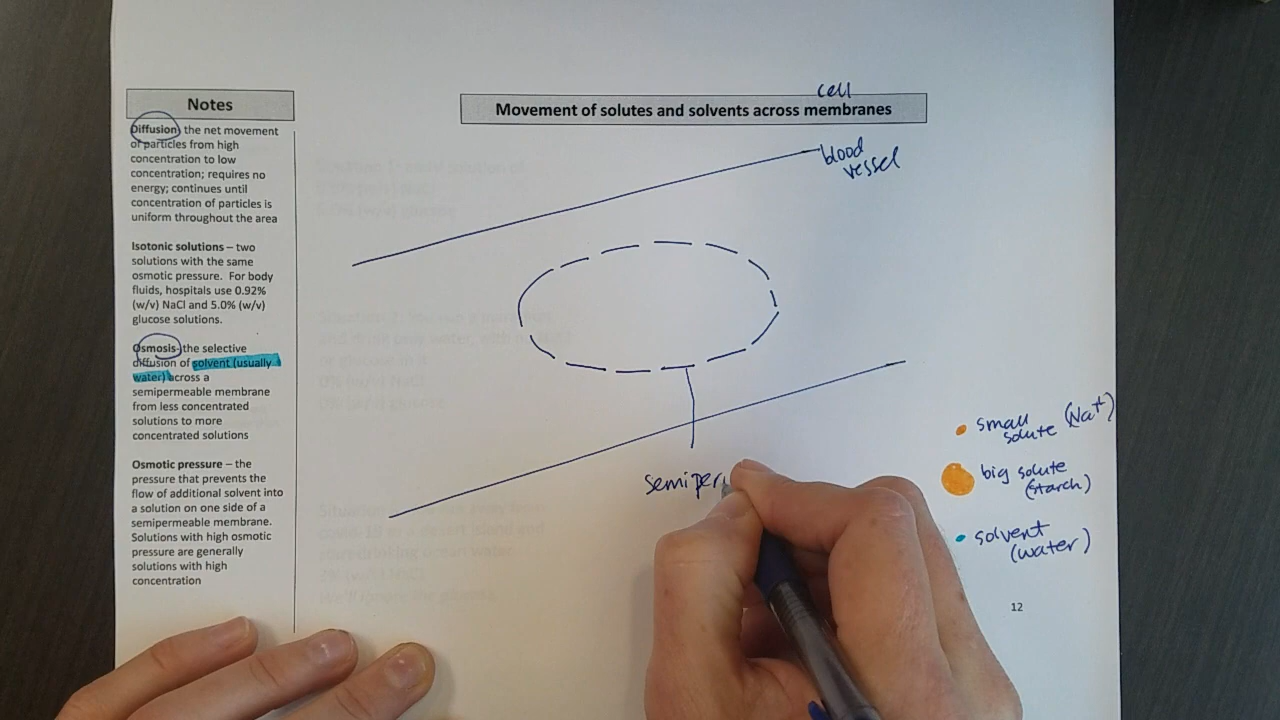 Notes
Diffusion, the net movement
of particles from high
concentration to low
concentration; requires no
energy; continues until
concentration of particles is
uniform throughout the area
Isotonic solutions – two
solutions with the same
osmotic pressure. For body
fluids, hospitals use 0.92%
(w/v) NaCl and 5.0% (w/v)
glucose solutions.
Osmosis-the selective
diffusion of solvent (usually
water) across a
semipermeable membrane
from less concentrated
solutions to more
concentrated solutions
Osmotic pressure – the
pressure that prevents the
flow of additional solvent into
a solution on one side of a
semipermeable membrane.
Solutions with high osmotic
pressure are generally
solutions with high
concentration
cell
Movement of solutes and solvents across membranes
blood
vessel
semiper
small
solute (Na+)
big solute
(starch)
solvent
(water)
12